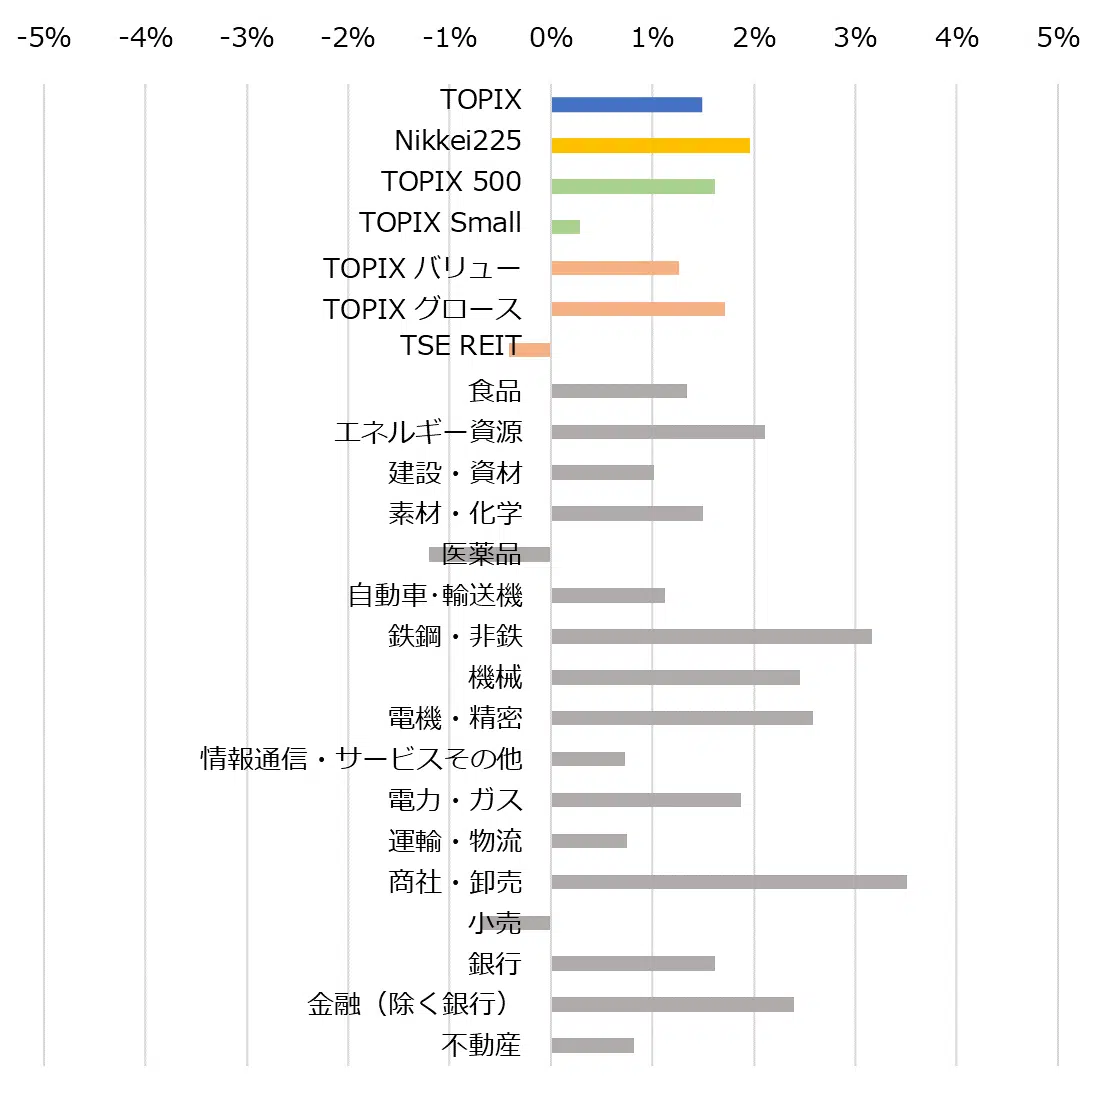 -5% -4% -3% -2% -1% 0% 1% 2% 3% 4% 5%
TOPIX
Nikkei225
TOPIX 500
TOPIX Small
TOPIX バリュー
TOPIX グロース
TSE REIT
食品
エネルギー資源
建設・資材
素材・化学
医薬品
自動車･輸送機
鉄鋼・非鉄
機械
電機・精密
情報通信・サービスその他
電力・ガス
運輸・物流
商社・卸売
小売
銀行
金融（除く銀行）
不動産